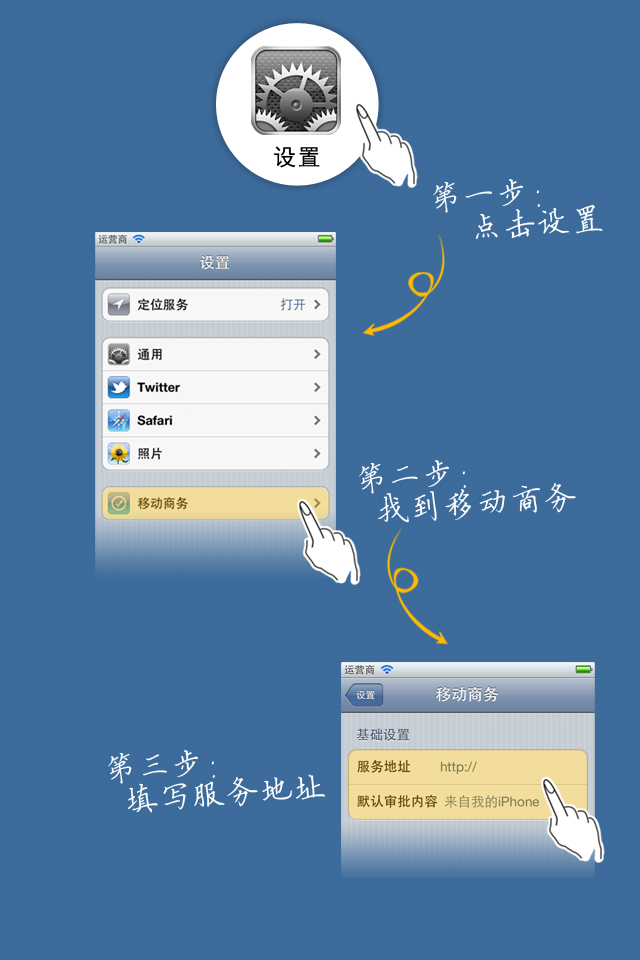 设置
第一步：
点击设置
运营商
设置
定位服务 打开
通用
Twitter
Safari
照片
移动商务
第二步：
找到移动商务
运营商
设置 移动商务
基础设置
服务地址 http://
默认审批内容 来自我的iPhone
第三步：
填写服务地址